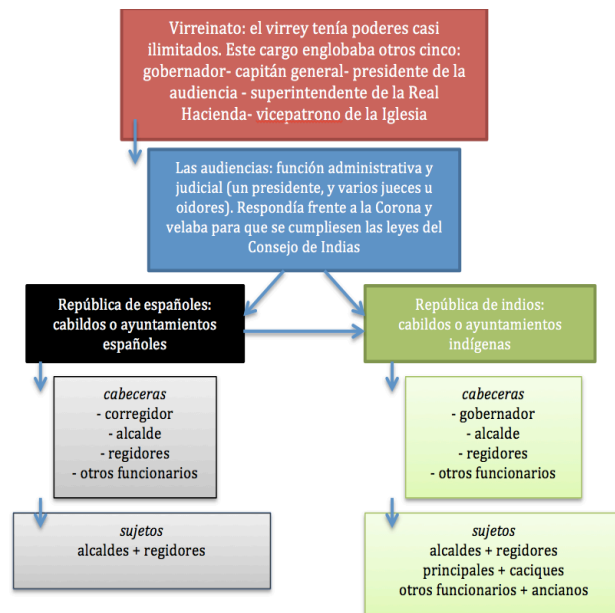 Virreinato: el virrey tenía poderes casi
ilimitados. Este cargo englobaba otros cinco:
gobernador- capitán general- presidente de la
audiencia - superintendente de la Real
Hacienda- vicepatrono de la Iglesia
Las audiencias: función administrativa y
judicial (un presidente, y varios jueces u
oidores). Respondía frente a la Corona y
velaba para que se cumpliesen las leyes del
Consejo de Indias
República de españoles:
cabildos o ayuntamientos
españoles
República de indios:
cabildos o ayuntamientos
indígenas
cabeceras
- corregidor
- alcalde
- regidores
- otros funcionarios
cabeceras
- gobernador
- alcalde
- regidores
- otros funcionarios
sujetos
alcaldes + regidores
sujetos
alcaldes + regidores
principales + caciques
otros funcionarios + ancianos